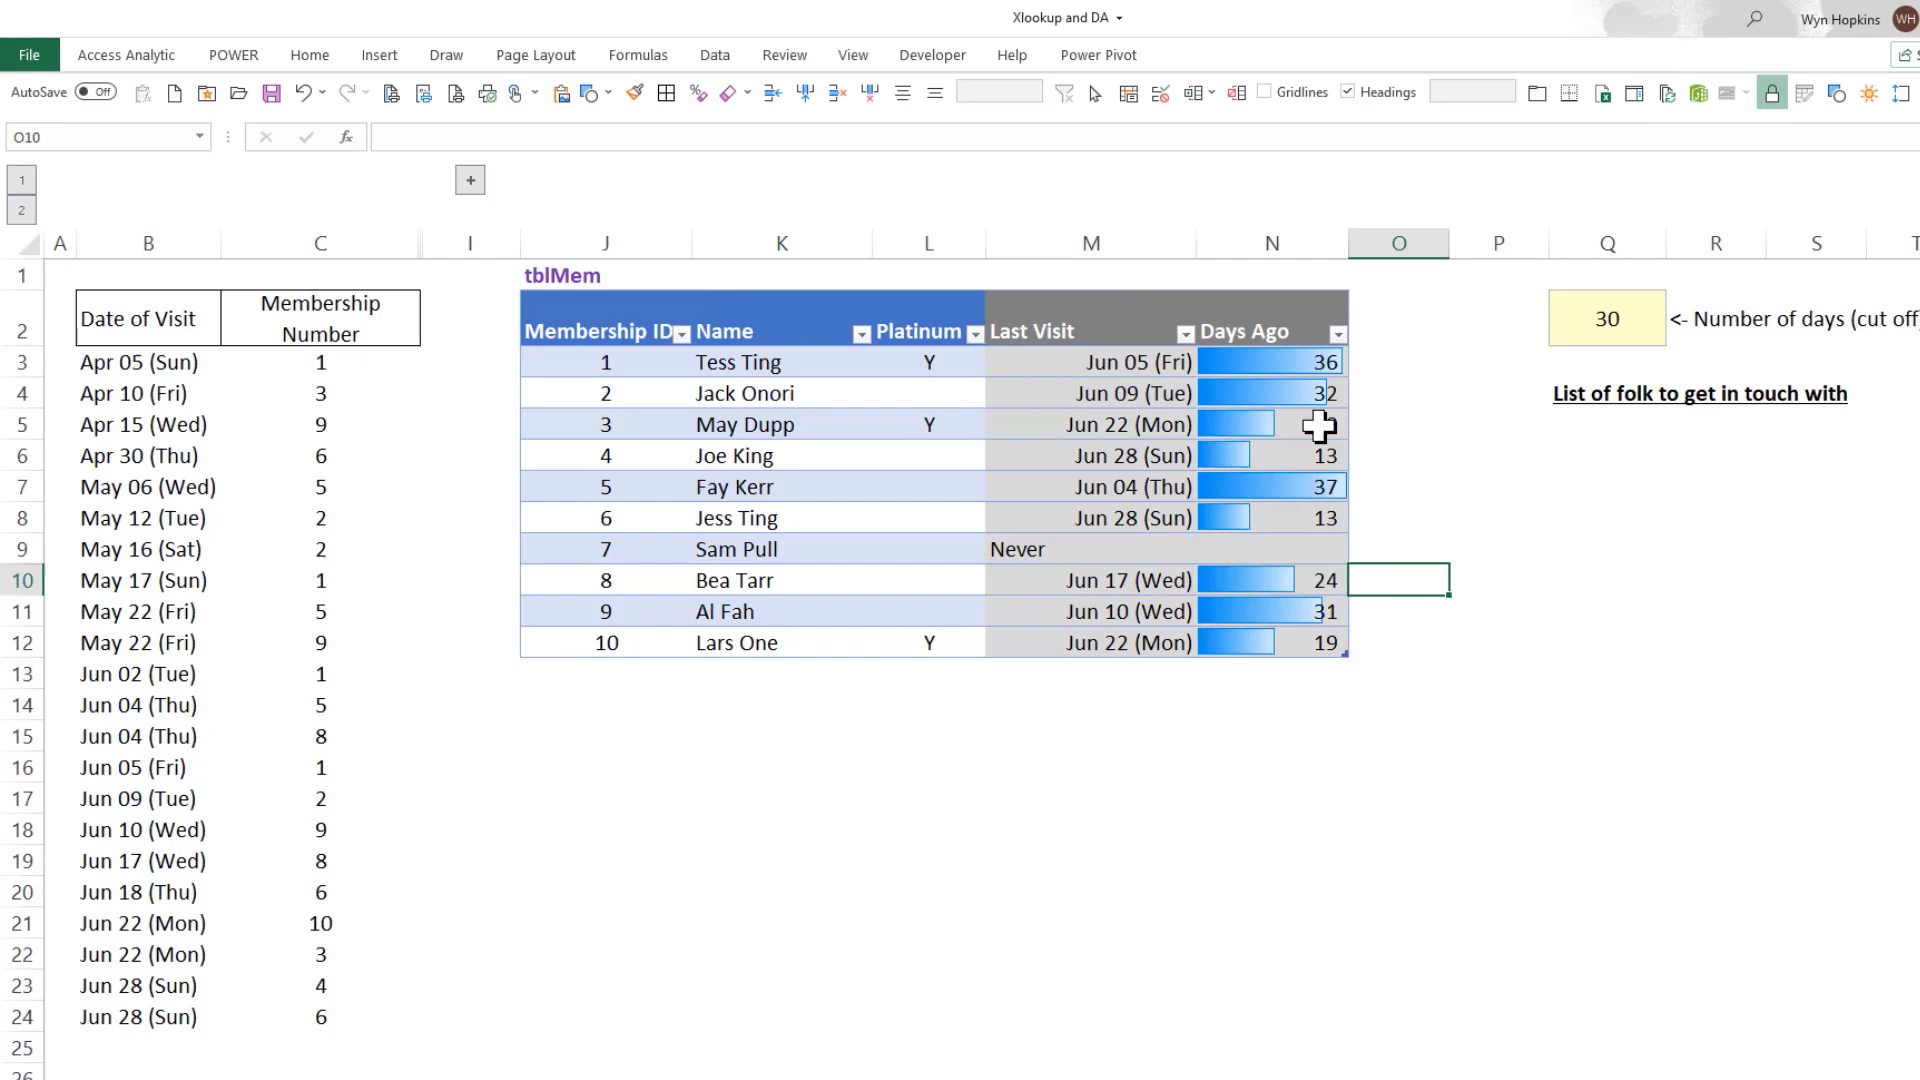 Xlookup and DA
Wyn Hopkins WH
File Access Analytic POWER Home Insert Draw Page Layout Formulas Data Review View Developer Help Power Pivot
AutoSave Off Gridlines Headings
O10 fx
1
2
A B C I J K L M N O P Q R S T
1 tblMem
2 Date of Visit Membership Number Membership ID Name Platinum Last Visit Days Ago 30 <- Number of days (cut off)
3 Apr 05 (Sun) 1 1 Tess Ting Y Jun 05 (Fri) 36
4 Apr 10 (Fri) 3 2 Jack Onori Jun 09 (Tue) 32 List of folk to get in touch with
5 Apr 15 (Wed) 9 3 May Dupp Y Jun 22 (Mon)
6 Apr 30 (Thu) 6 4 Joe King Jun 28 (Sun) 13
7 May 06 (Wed) 5 5 Fay Kerr Jun 04 (Thu) 37
8 May 12 (Tue) 2 6 Jess Ting Jun 28 (Sun) 13
9 May 16 (Sat) 2 7 Sam Pull Never
10 May 17 (Sun) 1 8 Bea Tarr Jun 17 (Wed) 24
11 May 22 (Fri) 5 9 Al Fah Jun 10 (Wed) 31
12 May 22 (Fri) 9 10 Lars One Y Jun 22 (Mon) 19
13 Jun 02 (Tue) 1
14 Jun 04 (Thu) 5
15 Jun 04 (Thu) 8
16 Jun 05 (Fri) 1
17 Jun 09 (Tue) 2
18 Jun 10 (Wed) 9
19 Jun 17 (Wed) 8
20 Jun 18 (Thu) 6
21 Jun 22 (Mon) 10
22 Jun 22 (Mon) 3
23 Jun 28 (Sun) 4
24 Jun 28 (Sun) 6
25